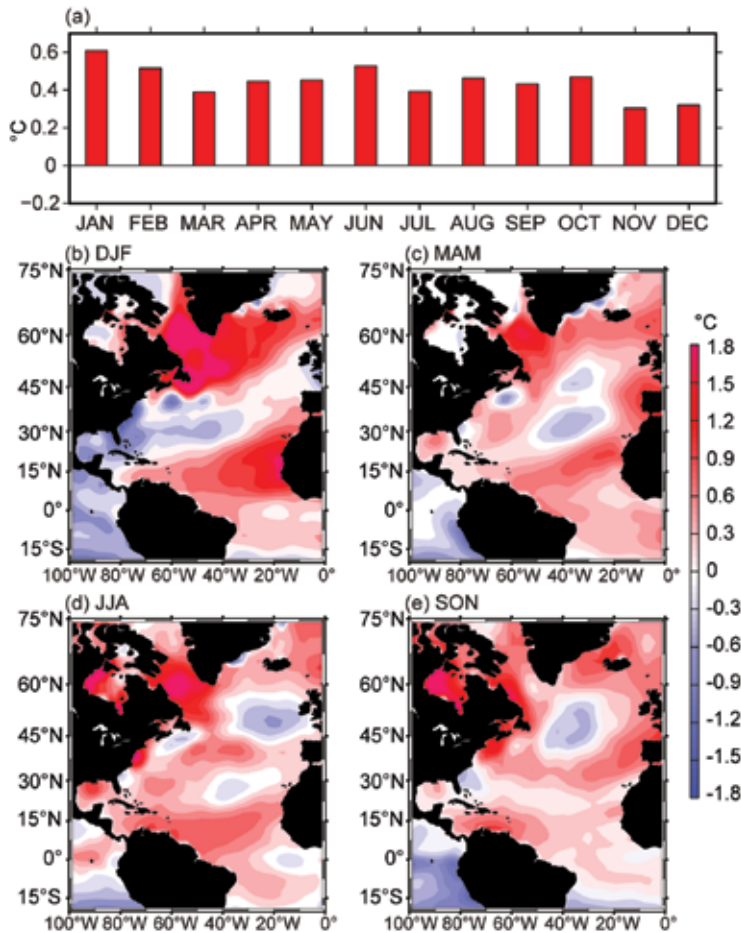 (a)
0.6
0.4
0.2
0
−0.2
°C
JAN FEB MAR APR MAY JUN JUL AUG SEP OCT NOV DEC
(b) DJF
75°N
60°N
45°N
30°N
15°N
0°
15°S
100°W 80°W 60°W 40°W 20°W 0°
(c) MAM
75°N
60°N
45°N
30°N
15°N
0°
15°S
100°W 80°W 60°W 40°W 20°W 0°
(d) JJA
75°N
60°N
45°N
30°N
15°N
0°
15°S
100°W 80°W 60°W 40°W 20°W 0°
(e) SON
75°N
60°N
45°N
30°N
15°N
0°
15°S
100°W 80°W 60°W 40°W 20°W 0°
°C
1.8
1.5
1.2
0.9
0.6
0.3
0
-0.3
-0.6
-0.9
-1.2
-1.5
-1.8